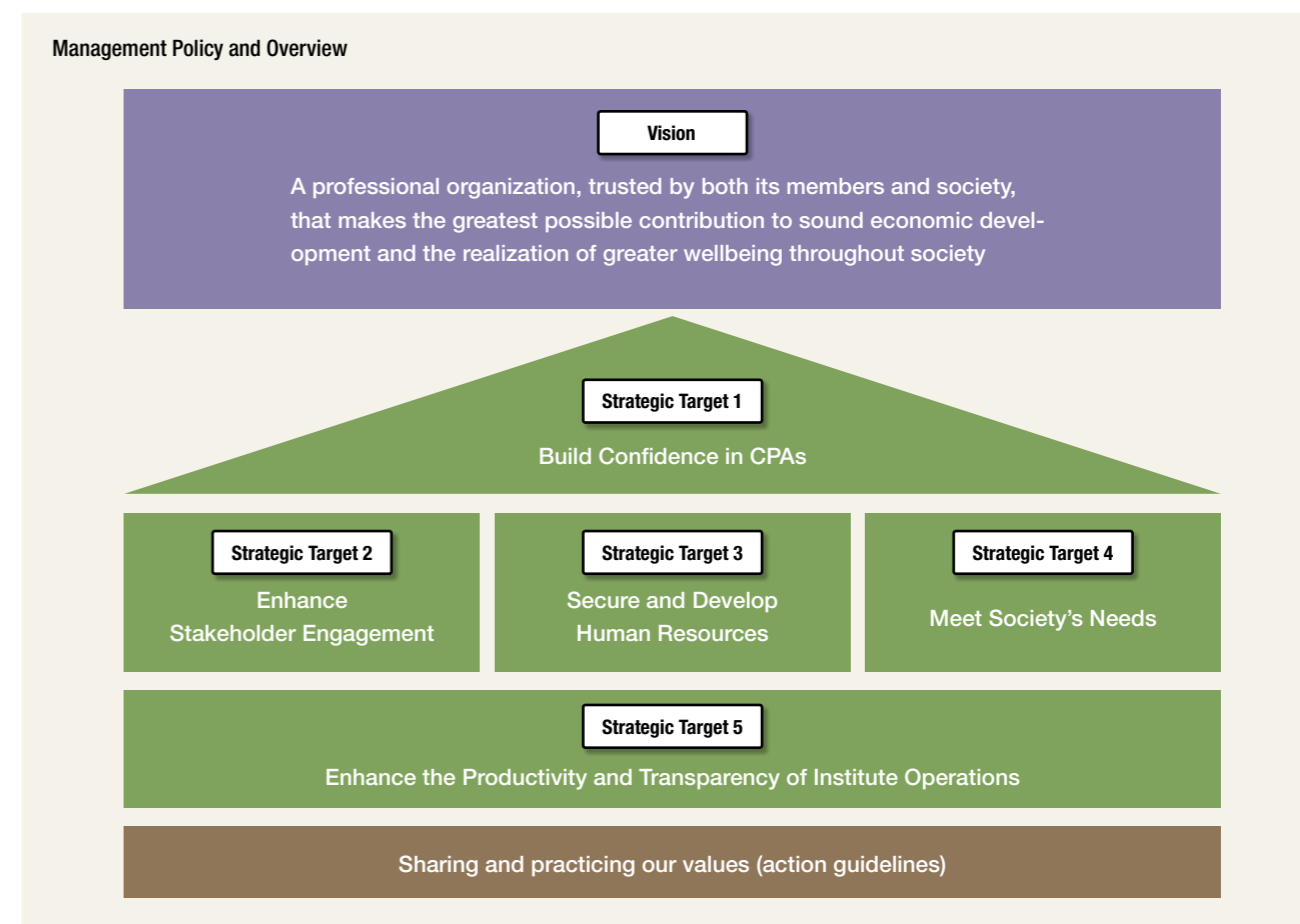 Management Policy and Overview
Vision
A professional organization, trusted by both its members and society,
that makes the greatest possible contribution to sound economic devel-
opment and the realization of greater wellbeing throughout society
Strategic Target 1
Build Confidence in CPAs
Strategic Target 2
Enhance
Stakeholder Engagement
Strategic Target 3
Secure and Develop
Human Resources
Strategic Target 4
Meet Society’s Needs
Strategic Target 5
Enhance the Productivity and Transparency of Institute Operations
Sharing and practicing our values (action guidelines)